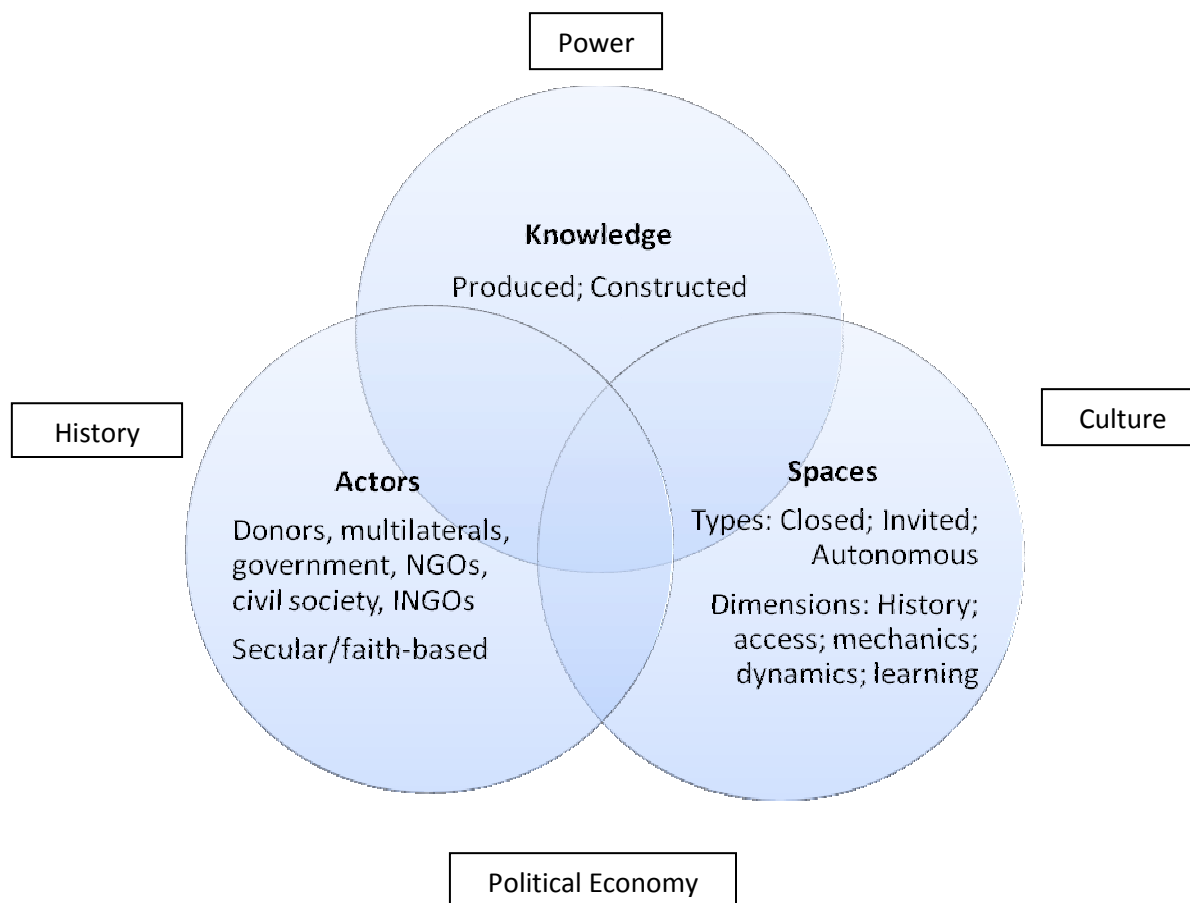 Power
Knowledge
Produced; Constructed
History
Culture
Actors
Donors, multilaterals,
government, NGOs,
civil society, INGOs
Secular/faith-based
Spaces
Types: Closed; Invited;
Autonomous
Dimensions: History;
access; mechanics;
dynamics; learning
Political Economy